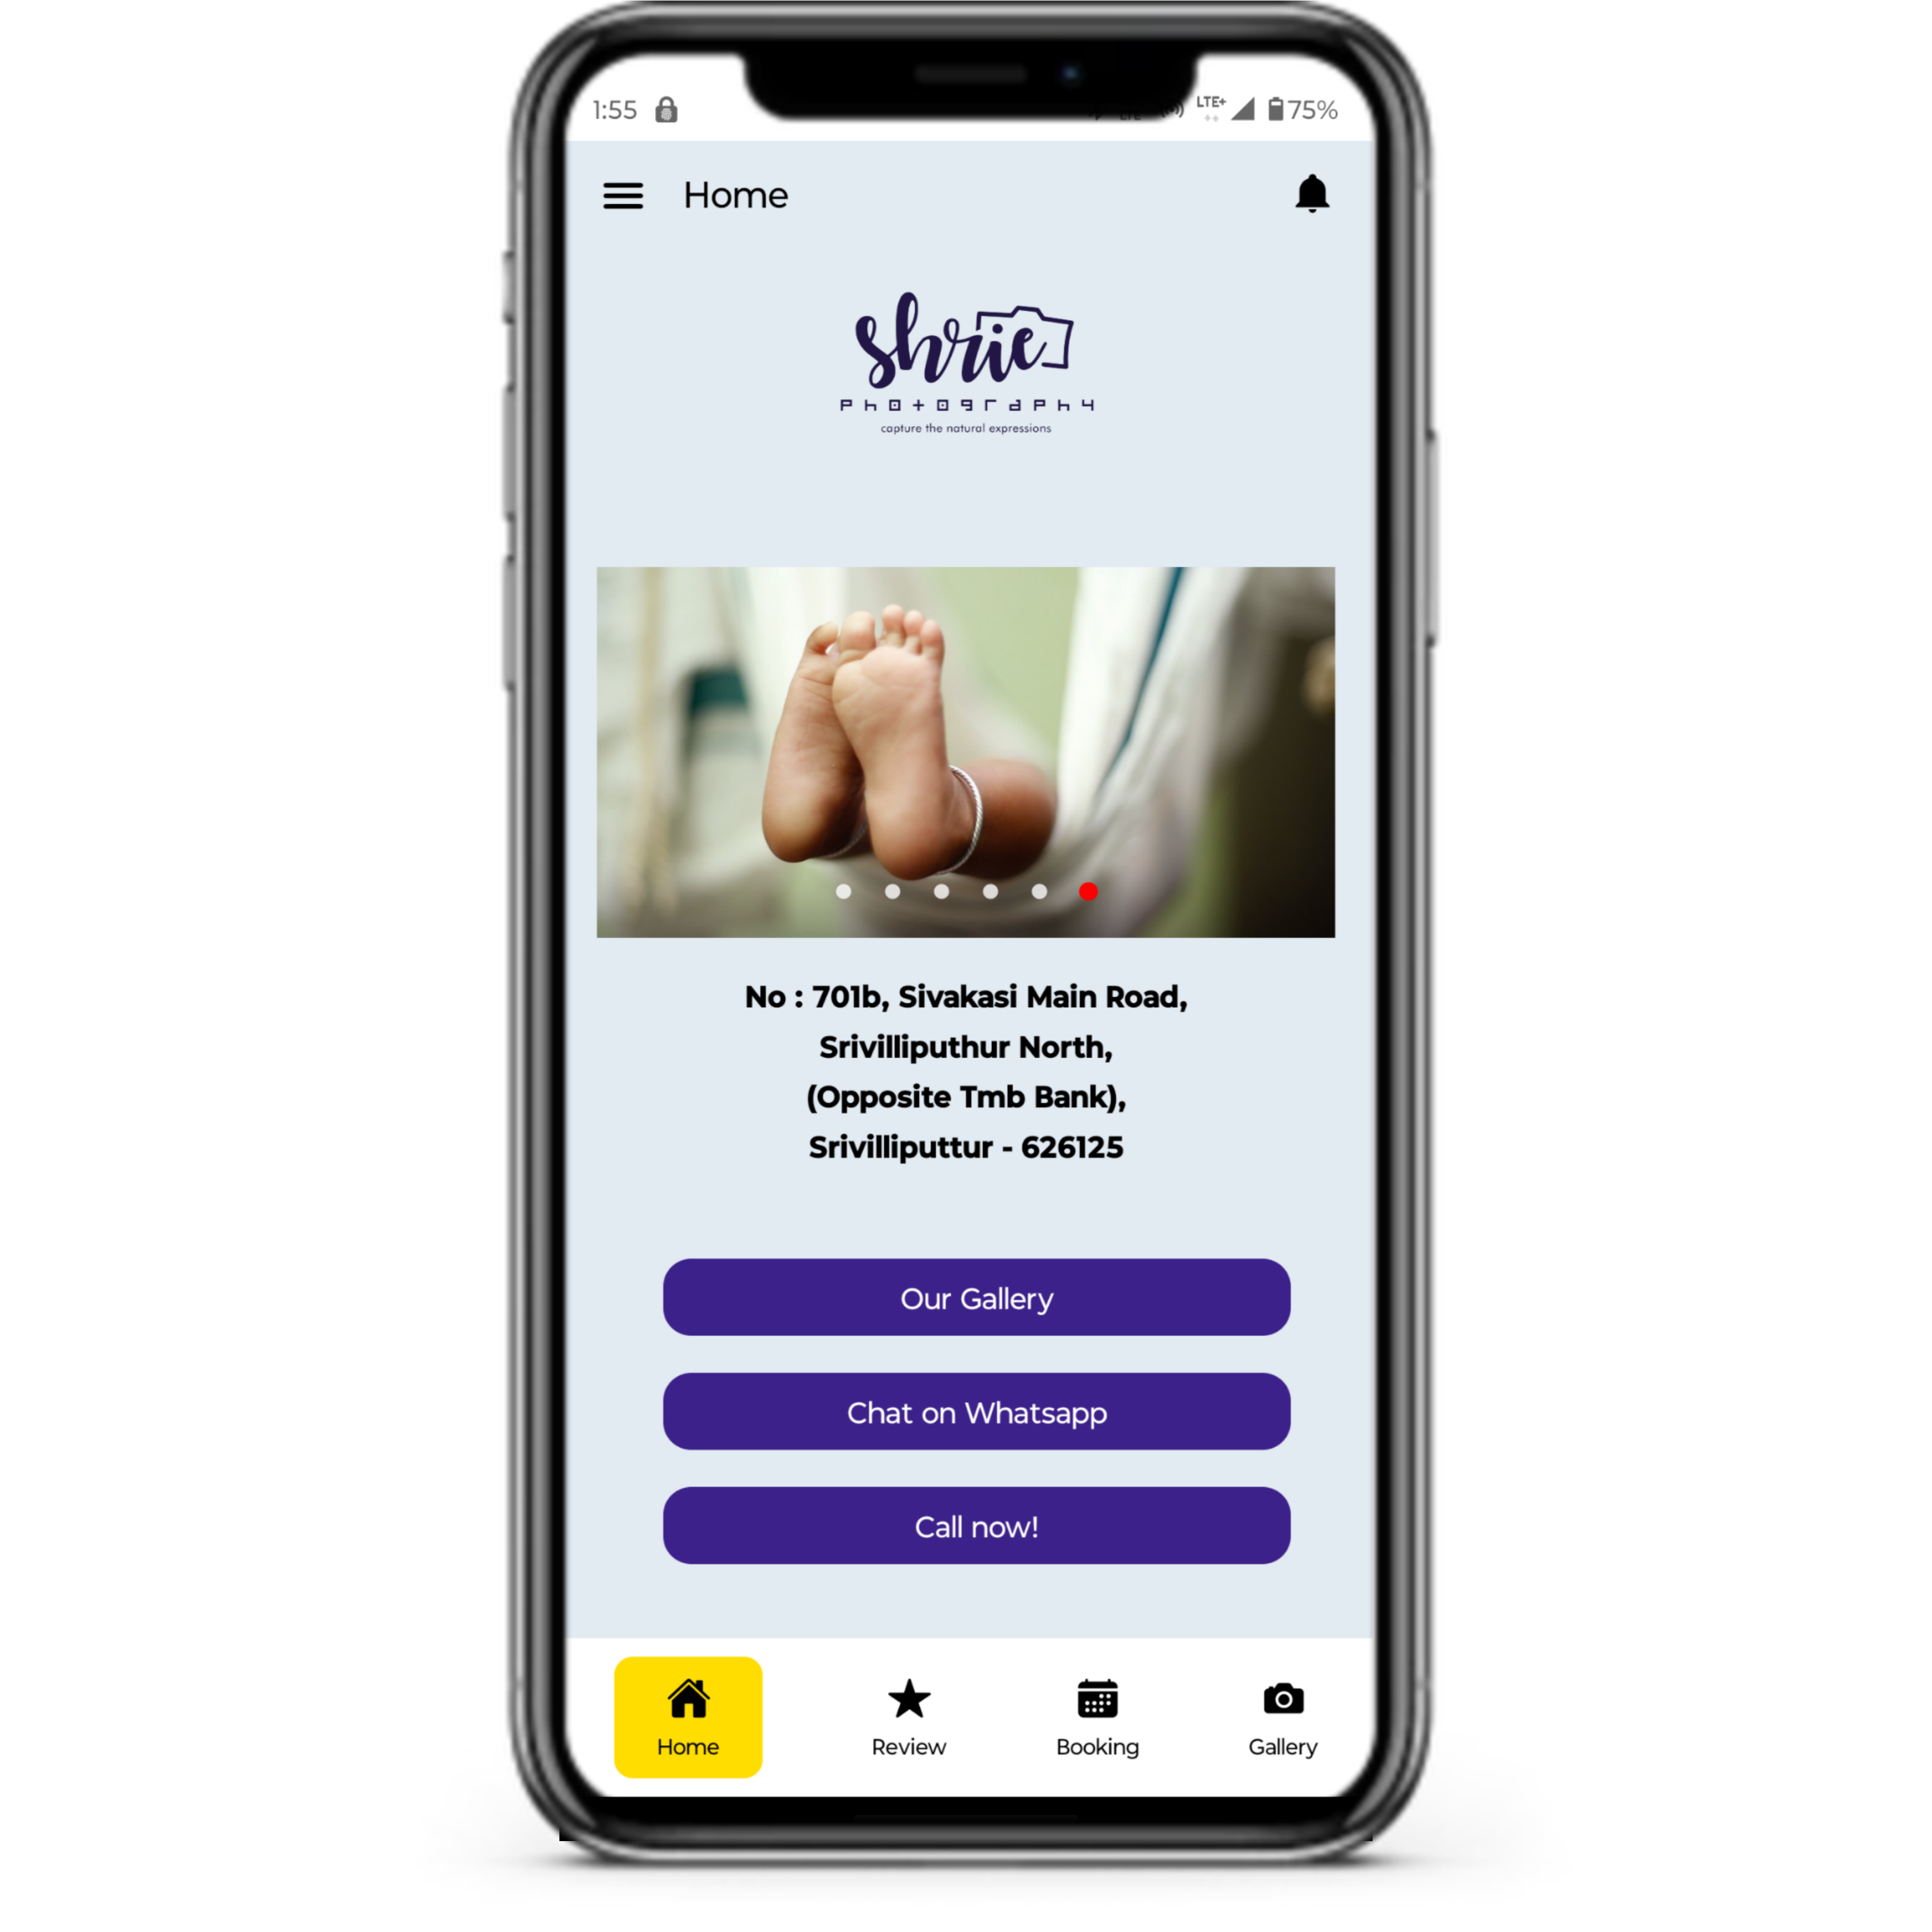 1:55 LTE+ 75%
Home
shrie
PhotograPhy
capture the natural expressions
No : 701b, Sivakasi Main Road,
Srivilliputhur North,
(Opposite Tmb Bank),
Srivilliputtur - 626125
Our Gallery
Chat on Whatsapp
Call now!
Home Review Booking Gallery